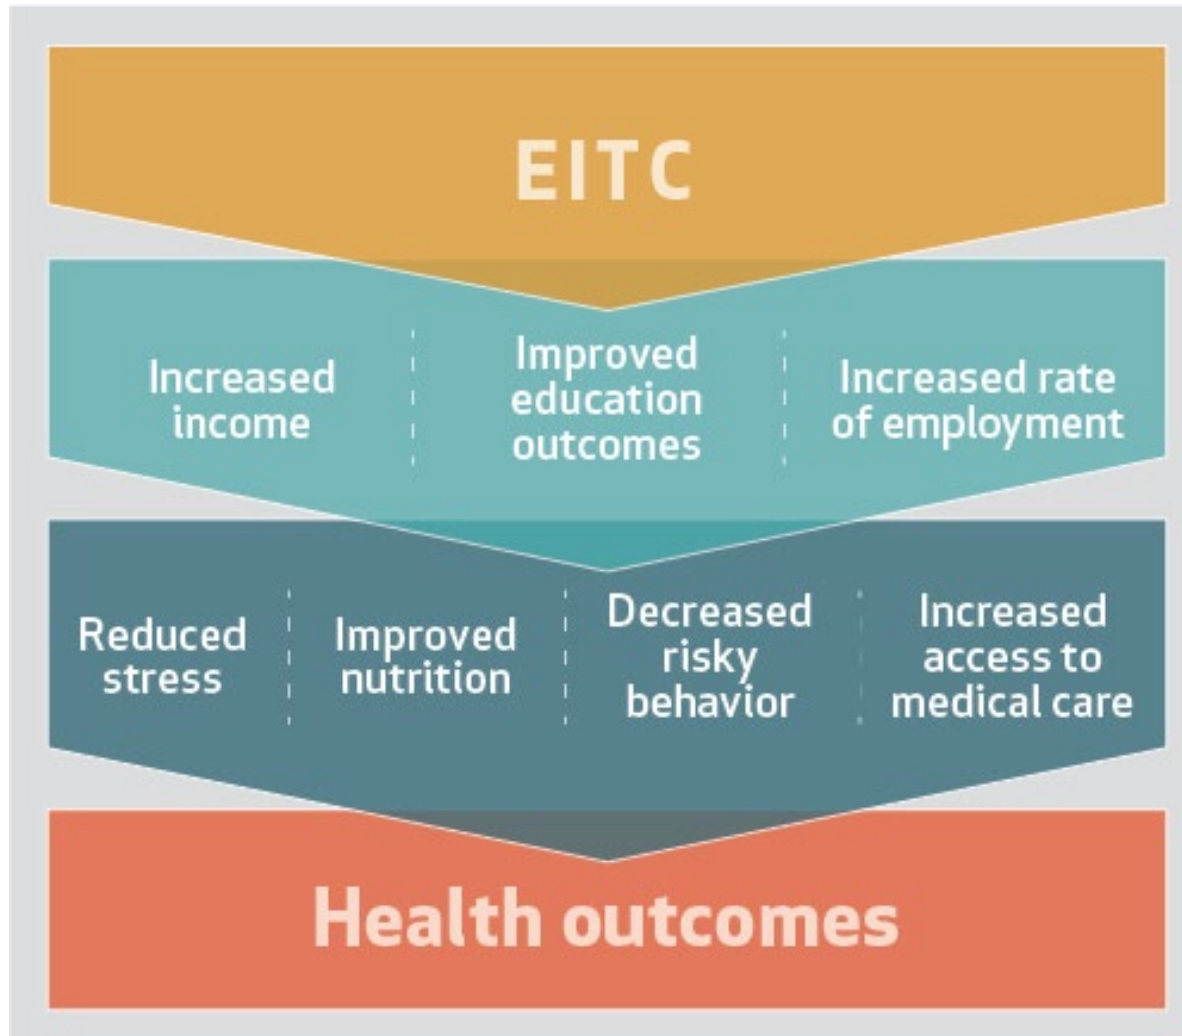 EITC
Increased
income
Improved
education
outcomes
Increased rate
of employment
Reduced
stress
Improved
nutrition
Decreased
risky
behavior
Increased
access to
medical care
Health outcomes